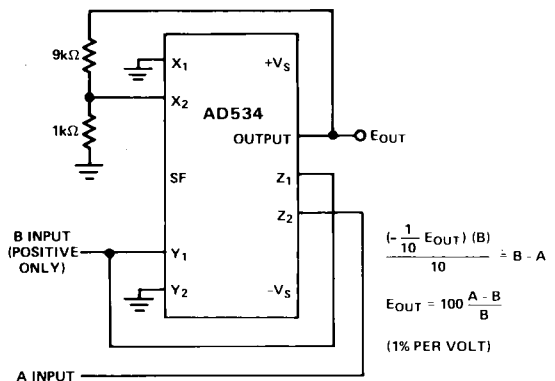 9kΩ
1kΩ
X1
X2
+VS
AD534
OUTPUT
EOUT
SF
Z1
Z2
B INPUT
(POSITIVE
ONLY)
Y1
Y2
-VS
A INPUT
(-1/10 EOUT) (B)/10 = B - A
EOUT = 100 A - B/B
(1% PER VOLT)